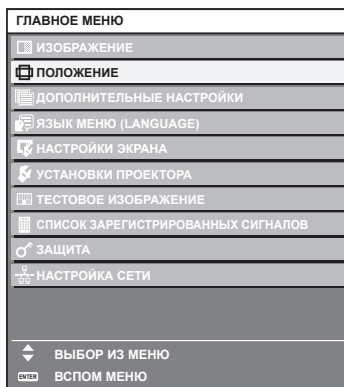 ГЛАВНОЕ МЕНЮ
ИЗОБРАЖЕНИЕ
ПОЛОЖЕНИЕ
ДОПОЛНИТЕЛЬНЫЕ НАСТРОЙКИ
ЯЗЫК МЕНЮ (LANGUAGE)
НАСТРОЙКИ ЭКРАНА
УСТАНОВКИ ПРОЕКТОРА
ТЕСТОВОЕ ИЗОБРАЖЕНИЕ
СПИСОК ЗАРЕГИСТРИРОВАННЫХ СИГНАЛОВ
ЗАЩИТА
НАСТРОЙКА СЕТИ
ВЫБОР ИЗ МЕНЮ
ENTER ВСПОМ МЕНЮ